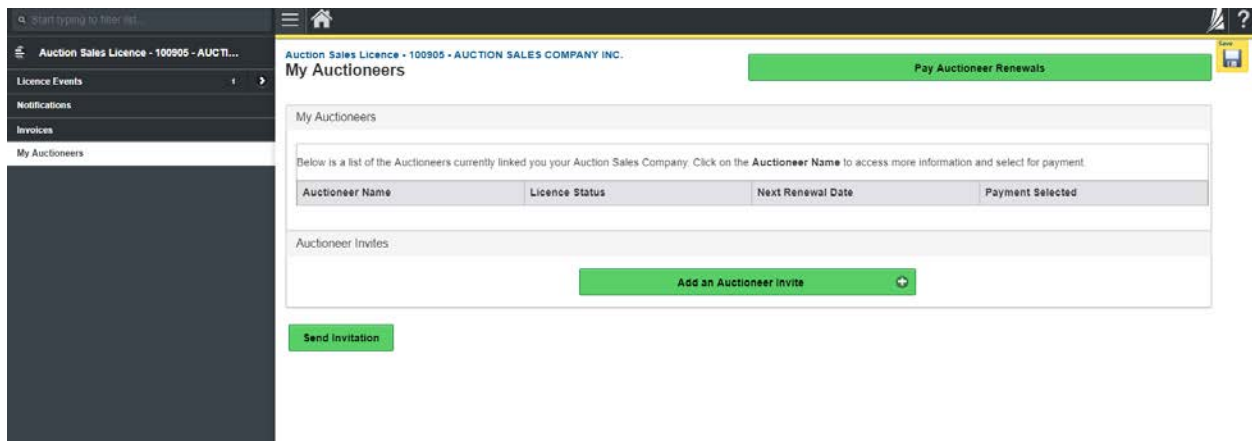 Start typing to filter list...
Auction Sales Licence - 100905 - AUCTI...
Licence Events 1
Notifications
Invoices
My Auctioneers
?
Save
Auction Sales Licence - 100905 - AUCTION SALES COMPANY INC.
My Auctioneers
Pay Auctioneer Renewals
My Auctioneers
Below is a list of the Auctioneers currently linked you your Auction Sales Company. Click on the Auctioneer Name to access more information and select for payment.
Auctioneer Name Licence Status Next Renewal Date Payment Selected
Auctioneer Invites
Add an Auctioneer Invite
Send Invitation